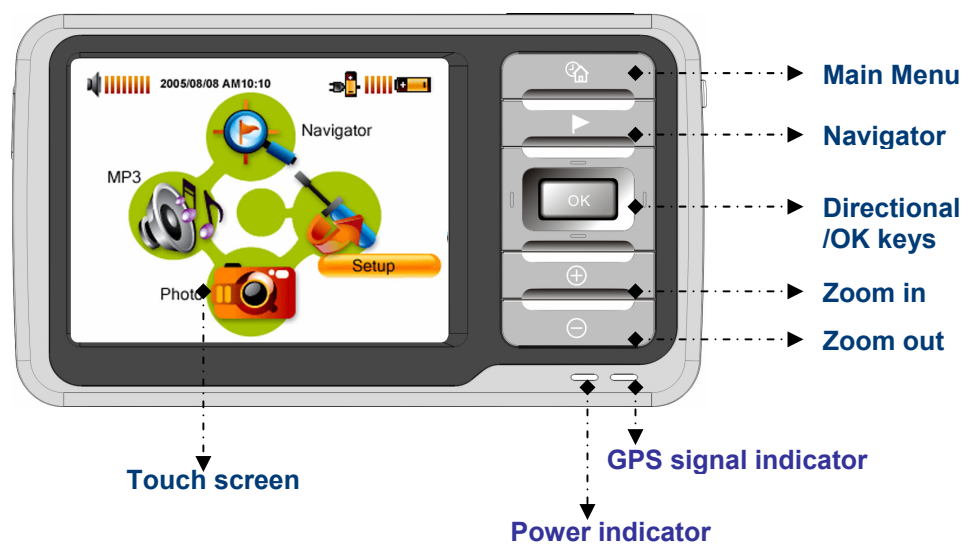 2005/08/08 AM10:10
Navigator
MP3
Setup
Photo
OK
Main Menu
Navigator
Directional
/OK keys
Zoom in
Zoom out
GPS signal indicator
Touch screen
Power indicator